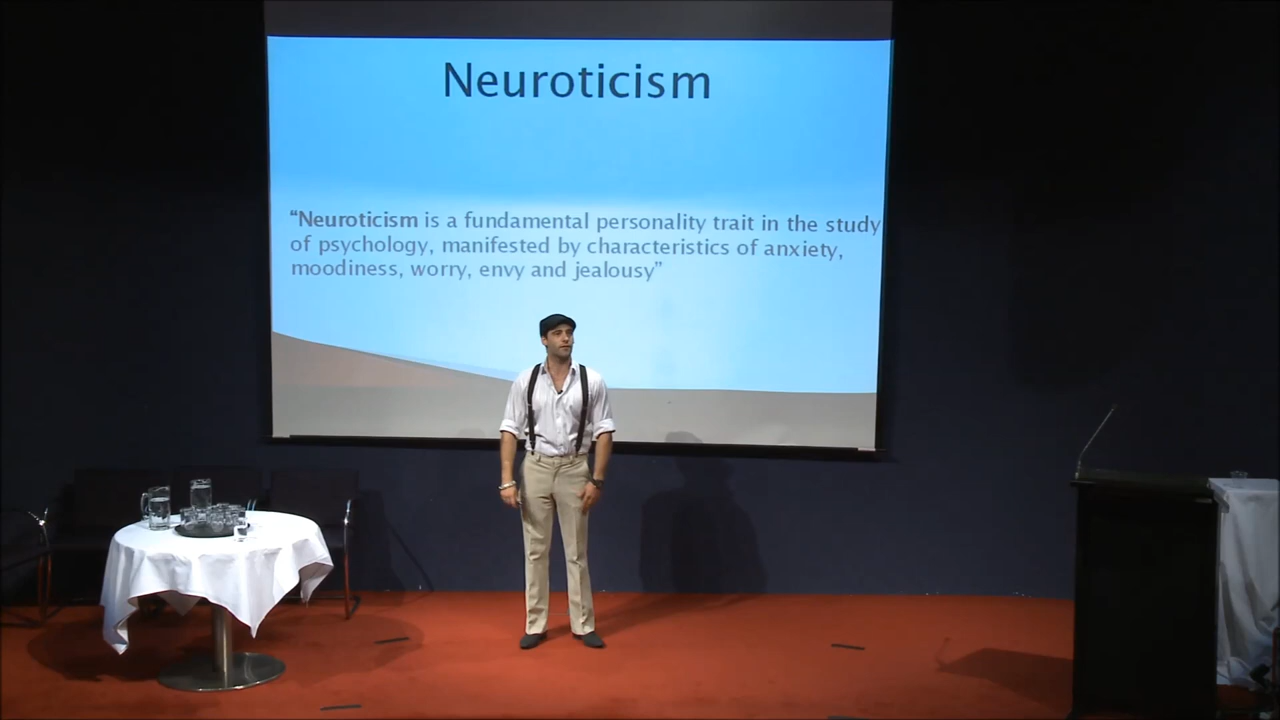 Neuroticism
“Neuroticism is a fundamental personality trait in the study
of psychology, manifested by characteristics of anxiety,
moodiness, worry, envy and jealousy”